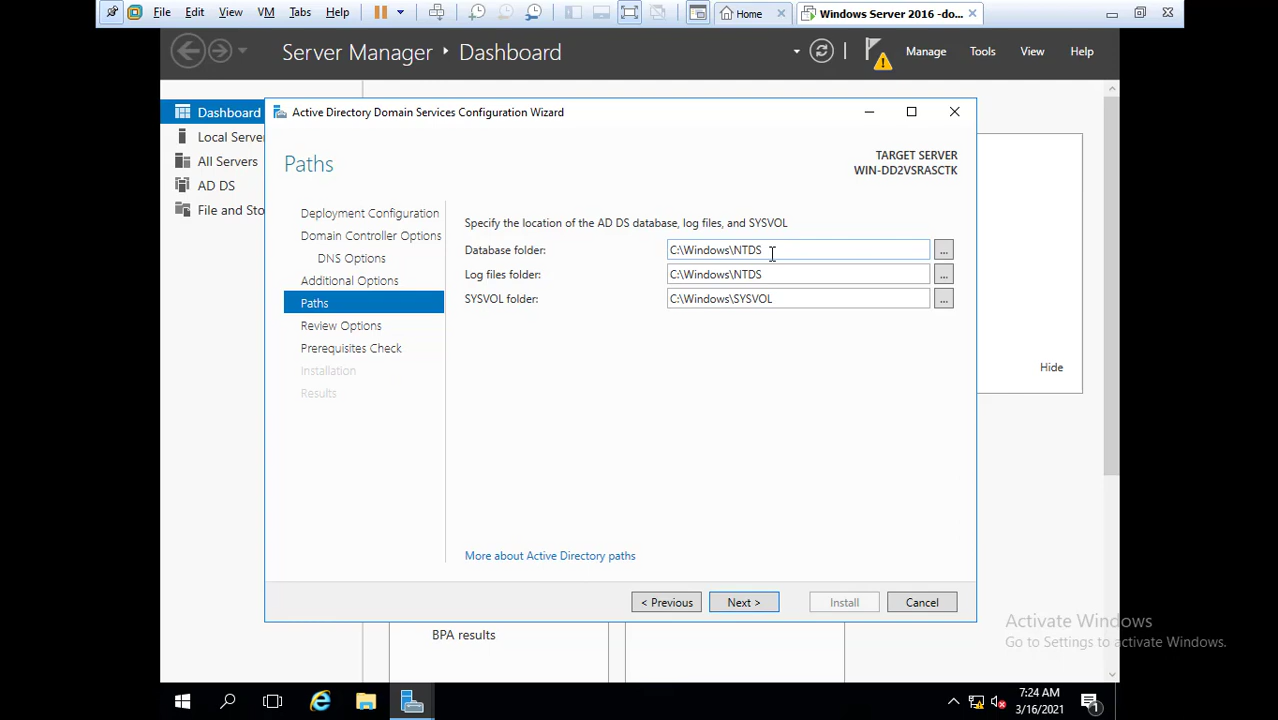 File Edit View VM Tabs Help Home Windows Server 2016 -do...
Server Manager Dashboard Manage Tools View Help
Dashboard
Local Serve
All Servers
AD DS
File and Sto
Active Directory Domain Services Configuration Wizard
Paths
TARGET SERVER
WIN-DD2VSRASCTK
Deployment Configuration
Domain Controller Options
DNS Options
Additional Options
Paths
Review Options
Prerequisites Check
Installation
Results
Specify the location of the AD DS database, log files, and SYSVOL
Database folder: C:\Windows\NTDS ...
Log files folder: C:\Windows\NTDS ...
SYSVOL folder: C:\Windows\SYSVOL ...
More about Active Directory paths
< Previous Next > Install Cancel
Hide
BPA results
Activate Windows
Go to Settings to activate Windows.
7:24 AM
3/16/2021
1